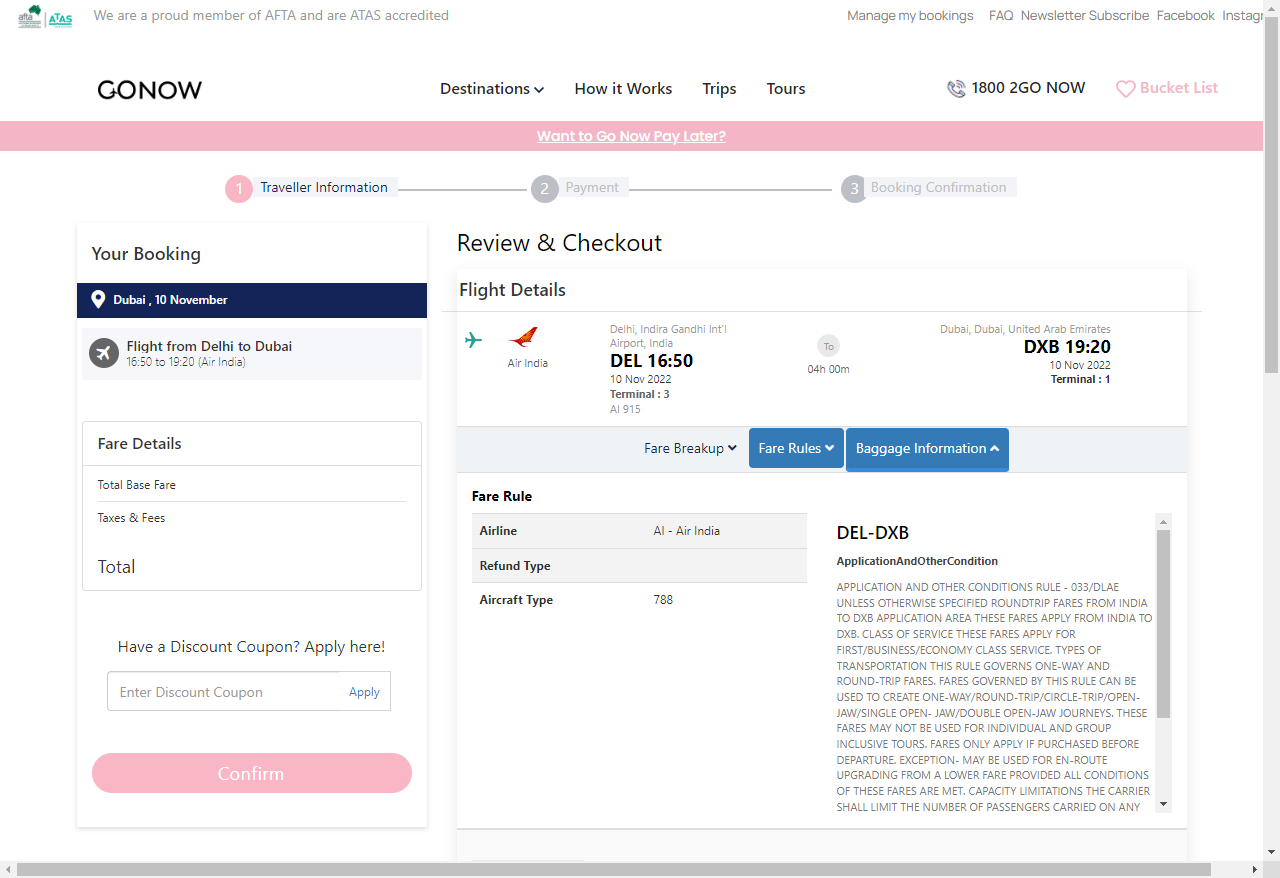 afta
ATAS
We are a proud member of AFTA and are ATAS accredited
Manage my bookings
FAQ
Newsletter Subscribe
Facebook
Instagr
GONOW
Destinations
How it Works
Trips
Tours
1800 2GO NOW
Bucket List
Want to Go Now Pay Later?
1 Traveller Information
2 Payment
3 Booking Confirmation
Your Booking
Dubai , 10 November
Flight from Delhi to Dubai
16:50 to 19:20 (Air India)
Fare Details
Total Base Fare
Taxes & Fees
Total
Have a Discount Coupon? Apply here!
Enter Discount Coupon
Apply
Confirm
Review & Checkout
Flight Details
Air India
Delhi, Indira Gandhi Int'l
Airport, India
DEL 16:50
10 Nov 2022
Terminal : 3
AI 915
To
04h 00m
Dubai, Dubai, United Arab Emirates
DXB 19:20
10 Nov 2022
Terminal : 1
Fare Breakup
Fare Rules
Baggage Information
Fare Rule
Airline
AI - Air India
Refund Type
Aircraft Type
788
DEL-DXB
ApplicationAndOtherCondition
APPLICATION AND OTHER CONDITIONS RULE - 033/DLAE
UNLESS OTHERWISE SPECIFIED ROUNDTRIP FARES FROM INDIA
TO DXB APPLICATION AREA THESE FARES APPLY FROM INDIA TO
DXB. CLASS OF SERVICE THESE FARES APPLY FOR
FIRST/BUSINESS/ECONOMY CLASS SERVICE. TYPES OF
TRANSPORTATION THIS RULE GOVERNS ONE-WAY AND
ROUND-TRIP FARES. FARES GOVERNED BY THIS RULE CAN BE
USED TO CREATE ONE-WAY/ROUND-TRIP/CIRCLE-TRIP/OPEN-
JAW/SINGLE OPEN- JAW/DOUBLE OPEN-JAW JOURNEYS. THESE
FARES MAY NOT BE USED FOR INDIVIDUAL AND GROUP
INCLUSIVE TOURS. FARES ONLY APPLY IF PURCHASED BEFORE
DEPARTURE. EXCEPTION- MAY BE USED FOR EN-ROUTE
UPGRADING FROM A LOWER FARE PROVIDED ALL CONDITIONS
OF THESE FARES ARE MET. CAPACITY LIMITATIONS THE CARRIER
SHALL LIMIT THE NUMBER OF PASSENGERS CARRIED ON ANY